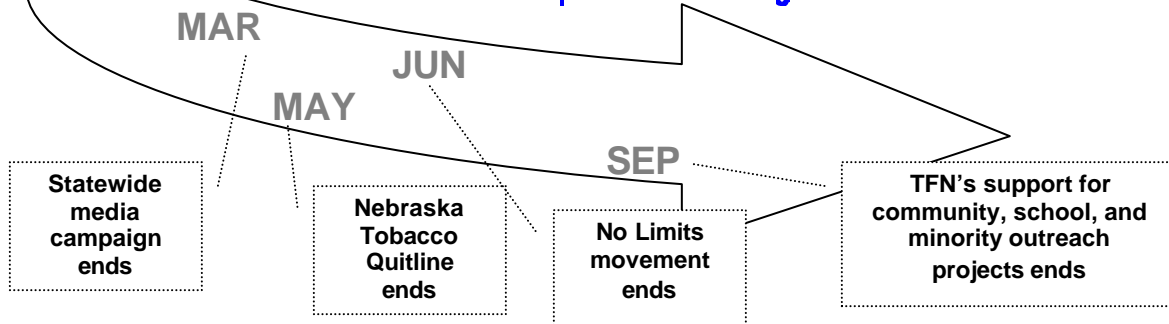 MAR
JUN
MAY
SEP
Statewide
media
campaign
ends
Nebraska
Tobacco
Quitline
ends
No Limits
movement
ends
TFN's support for
community, school, and
minority outreach
projects ends